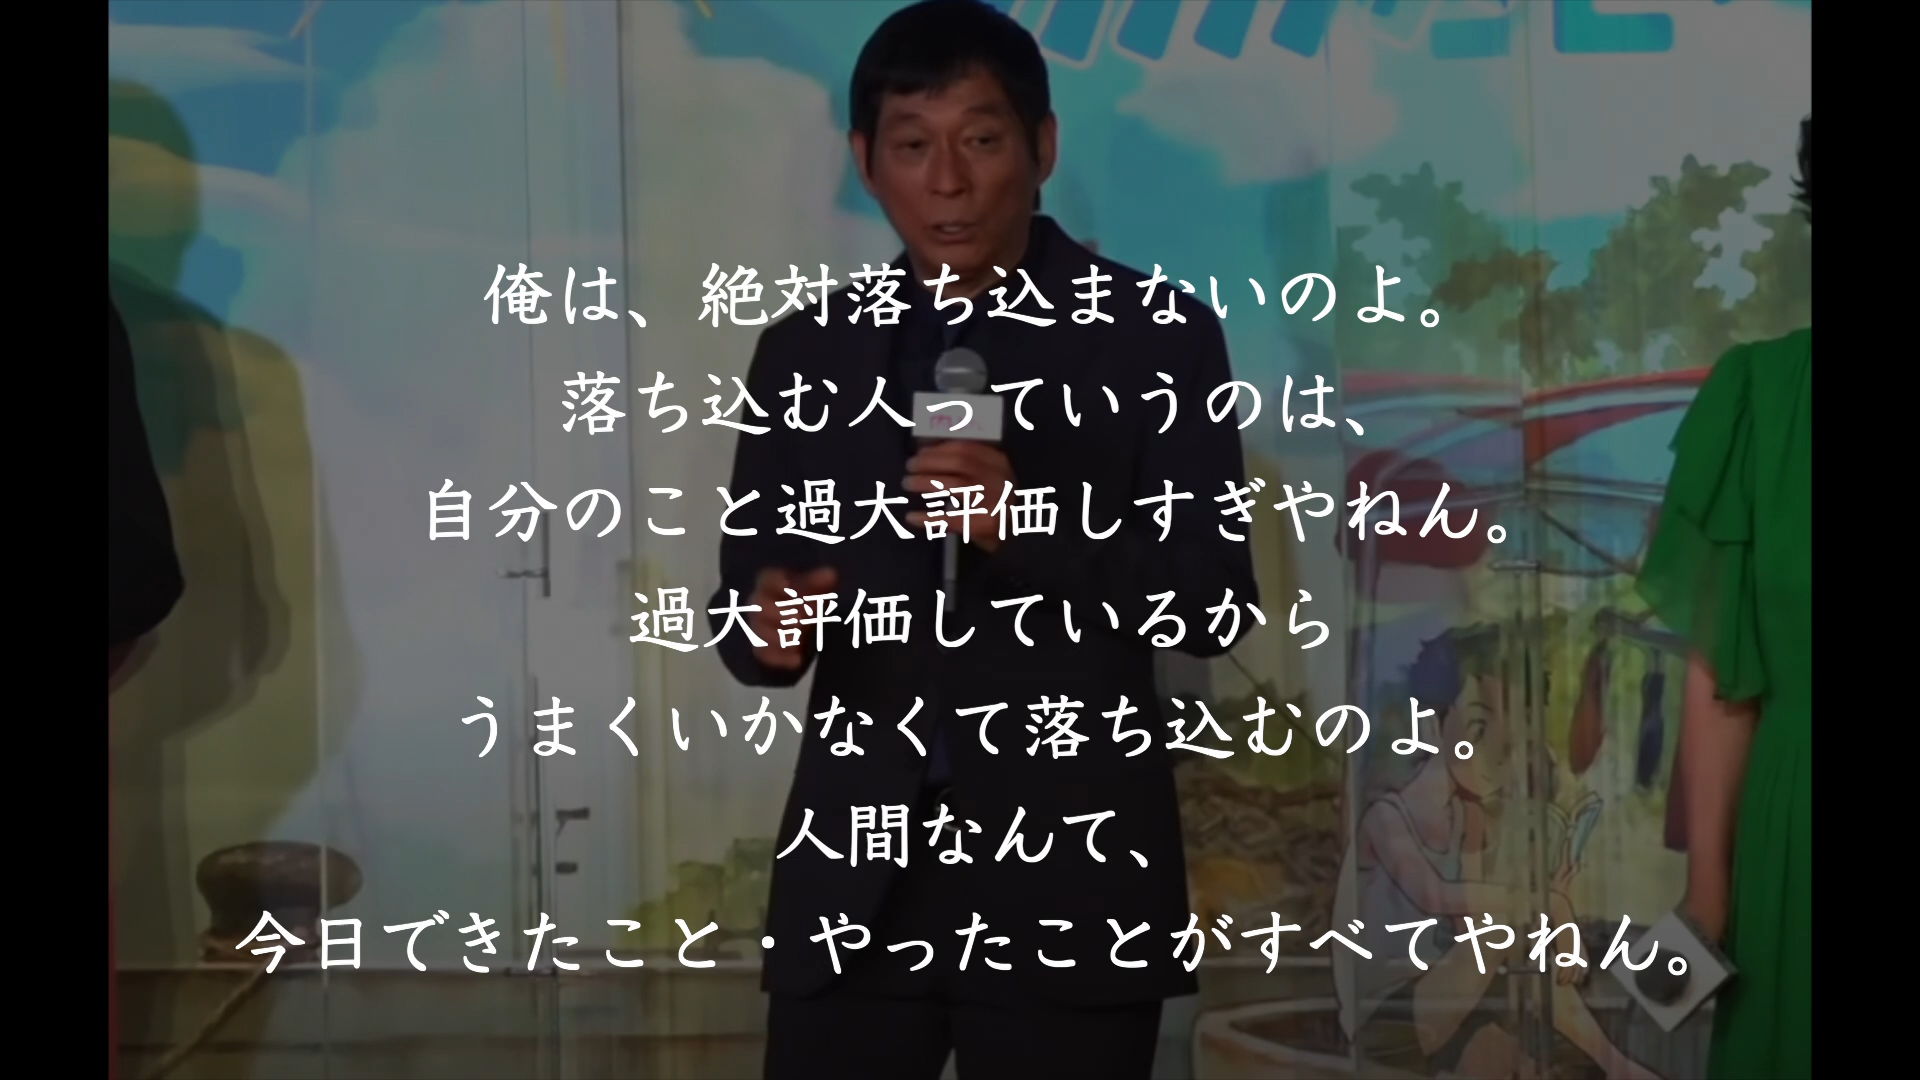 俺は、絶対落ち込まないのよ。
落ち込む人っていうのは、
自分のこと過大評価しすぎやねん。
過大評価しているから
うまくいかなくて落ち込むのよ。
人間なんて、
今日できたこと・やったことがすべてやねん。